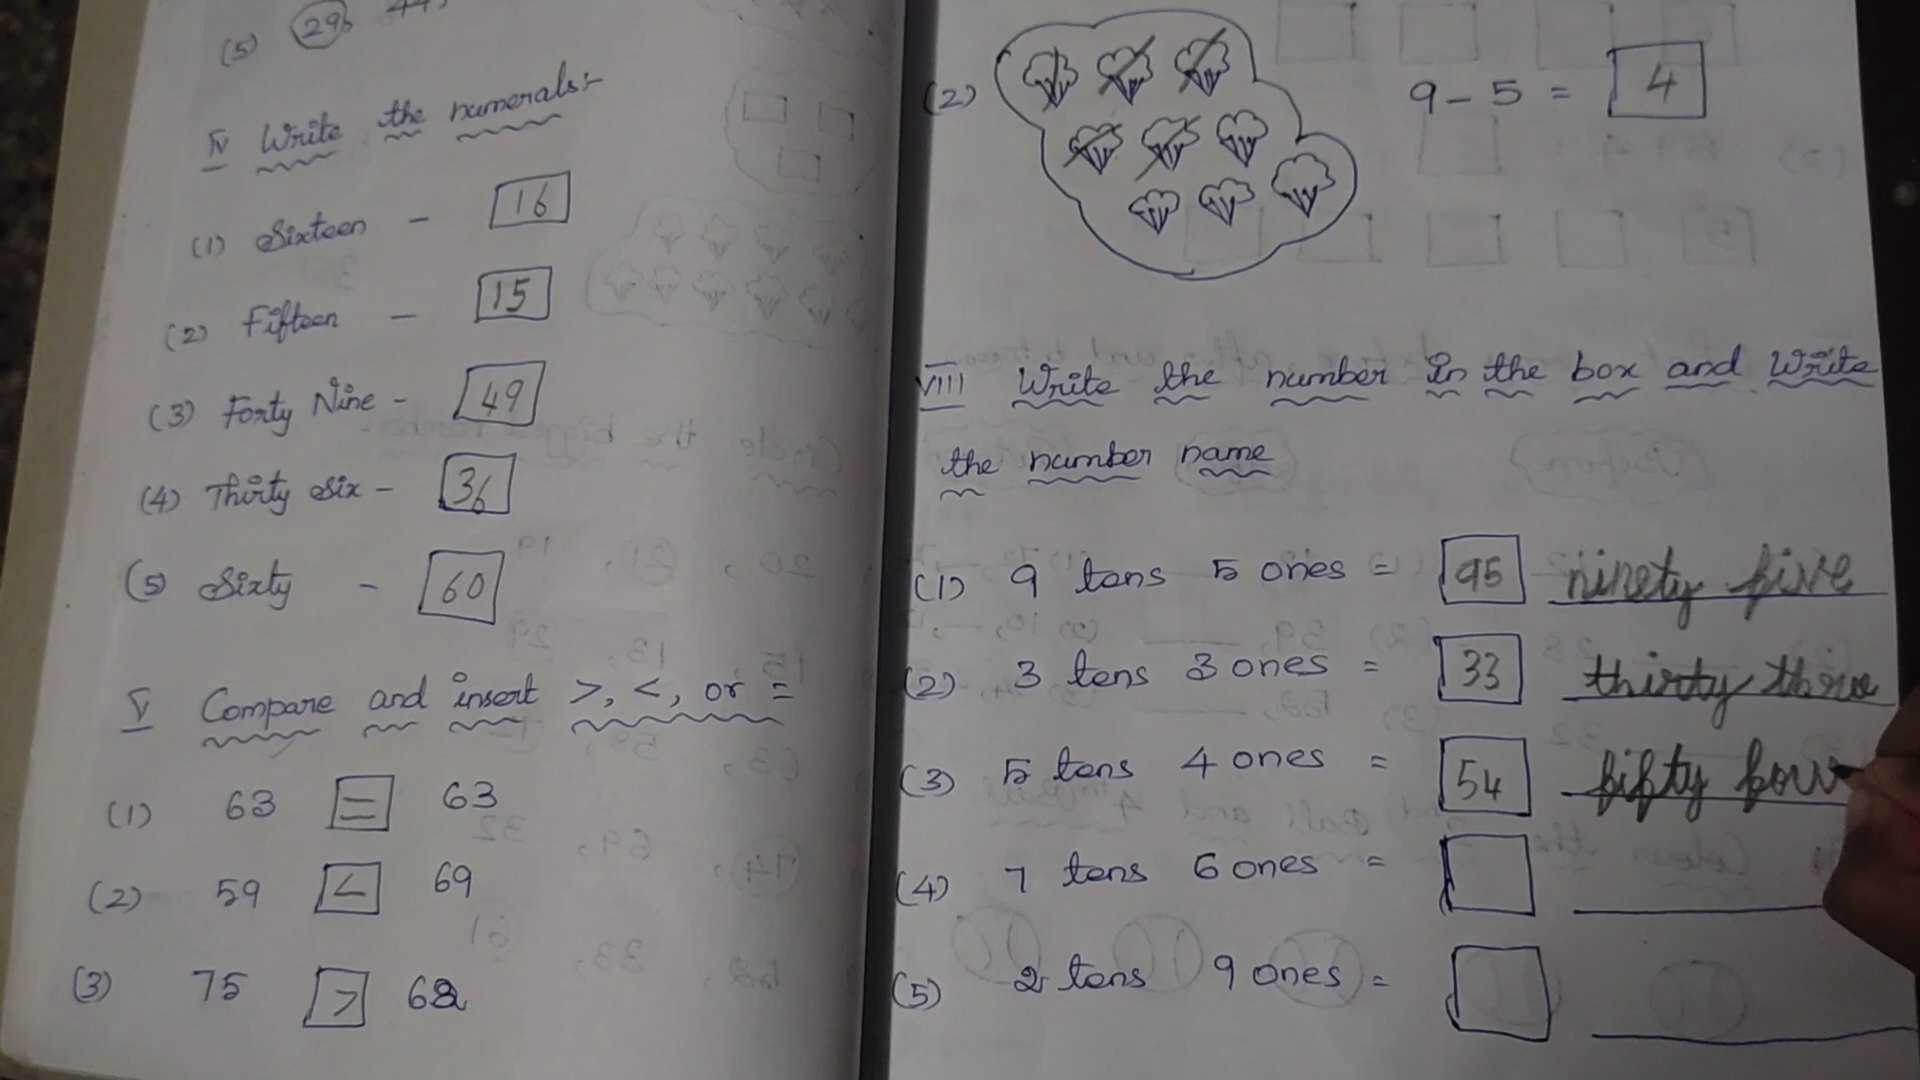 (5) 29,
IV Write the numerals:-
(1) Sixteen - 16
(2) Fifteen - 15
(3) Forty Nine - 49
(4) Thirty Six - 36
(5) Sixty - 60
V Compare and insert >, <, or =
(1) 63 = 63
(2) 59 < 69
(3) 75 > 62
(2) 9 - 5 = 4
VIII Write the number in the box and Write
the number name
(1) 9 tens 5 ones = 95 ninety five
(2) 3 tens 3 ones = 33 thirty three
(3) 5 tens 4 ones = 54 fifty four
(4) 7 tens 6 ones =
(5) 2 tens 9 ones =